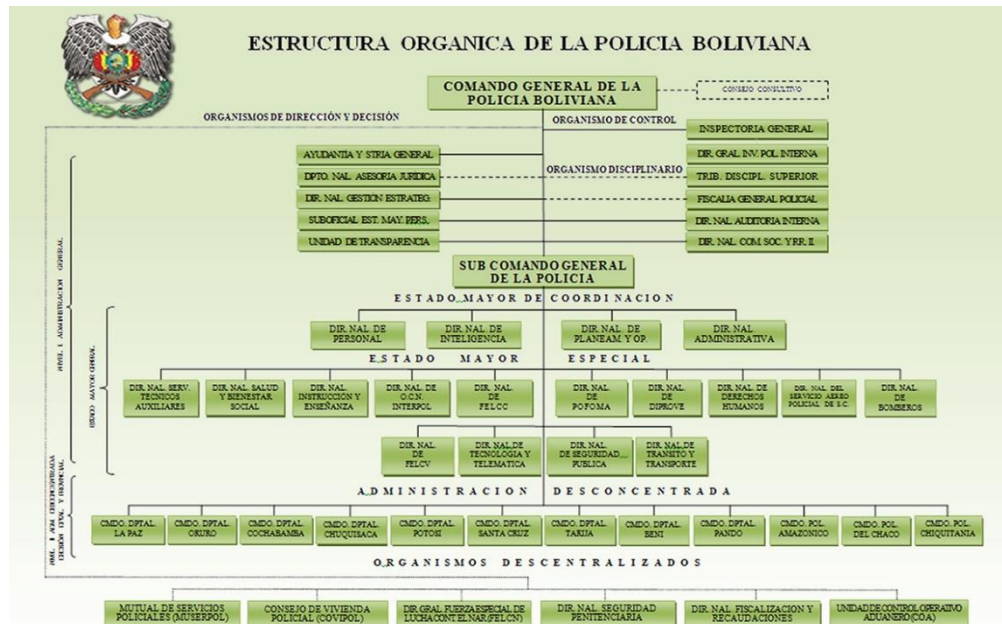 ESTRUCTURA ORGANICA DE LA POLICIA BOLIVIANA
COMANDO GENERAL DE LA
POLICIA BOLIVIANA
CONSEJO CONSULTIVO
ORGANISMOS DE DIRECCIÓN Y DECISIÓN
ORGANISMO DE CONTROL
INSPECTORIA GENERAL
AYUDANTIA Y STRIA GENERAL
DIR. GRAL. INV. POL. INTERNA
DPTO. NAL. ASESORIA JURÍDICA
ORGANISMO DISCIPLINARIO
TRIB. DISCIPL. SUPERIOR
DIR. NAL. GESTIÓN ESTRATEG.
FISCALIA GENERAL POLICIAL
SUBOFICIAL EST. MAY. PERS.
DIR. NAL. AUDITORIA INTERNA
UNIDAD DE TRANSPARENCIA
DIR. NAL. COM. SOC. Y RR. II.
SUB COMANDO GENERAL
DE LA POLICIA
ESTADO MAYOR DE COORDINACION
DIR. NAL. DE
PERSONAL
DIR. NAL. DE
INTELIGENCIA
DIR. NAL. DE
PLANEAM. Y OP.
DIR. NAL.
ADMINISTRATIVA
ESTADO MAYOR ESPECIAL
DIR. NAL. SERV.
TECNICOS
AUXILIARES
DIR. NAL. SALUD
Y BIENESTAR
SOCIAL
DIR. NAL.
INSTRUCCIÓN Y
ENSEÑANZA
DIR. NAL. DE
O.C.N.
INTERPOL
DIR. NAL.
DE
FELCC
DIR. NAL.
DE
POFOMA
DIR. NAL.
DE
DIPROVE
DIR. NAL. DE
DERECHOS
HUMANOS
DIR. NAL. DEL
SERVICIO AEREO
POLICIAL DE S.C.
DIR. NAL.
DE
BOMBEROS
DIR. NAL.
DE
FELCV
DIR. NAL. DE
TECNOLOGIA Y
TELEMATICA
DIR. NAL.
DE SEGURIDAD
PUBLICA
DIR. NAL. DE
TRANSITO Y
TRANSPORTE
ADMINISTRACION DESCONCENTRADA
CMDO. DPTAL.
LA PAZ
CMDO. DPTAL.
ORURO
CMDO. DPTAL.
COCHABAMBA
CMDO. DPTAL.
CHUQUISACA
CMDO. DPTAL.
POTOSI
CMDO. DPTAL.
SANTA CRUZ
CMDO. DPTAL.
TARIJA
CMDO. DPTAL.
BENI
CMDO. DPTAL.
PANDO
CMDO. POL.
AMAZONICO
CMDO. POL.
DEL CHACO
CMDO. POL.
CHIQUITANIA
ORGANISMOS DESCENTRALIZADOS
MUTUAL DE SERVICIOS
POLICIALES (MUSERPOL)
CONSEJO DE VIVIENDA
POLICIAL (COVIPOL)
DIR GRAL FUERZA ESPECIAL DE
LUCHA CONT. EL NAR (FELCN)
DIR. NAL. SEGURIDAD
PENITENCIARIA
DIR. NAL. FISCALIZACION Y
RECAUDACIONES
UNIDAD DE CONTROL OPERATIVO
ADUANERO (COA)
NIVEL I ADMINISTRACIÓN GENERAL
MAYOR GENERAL